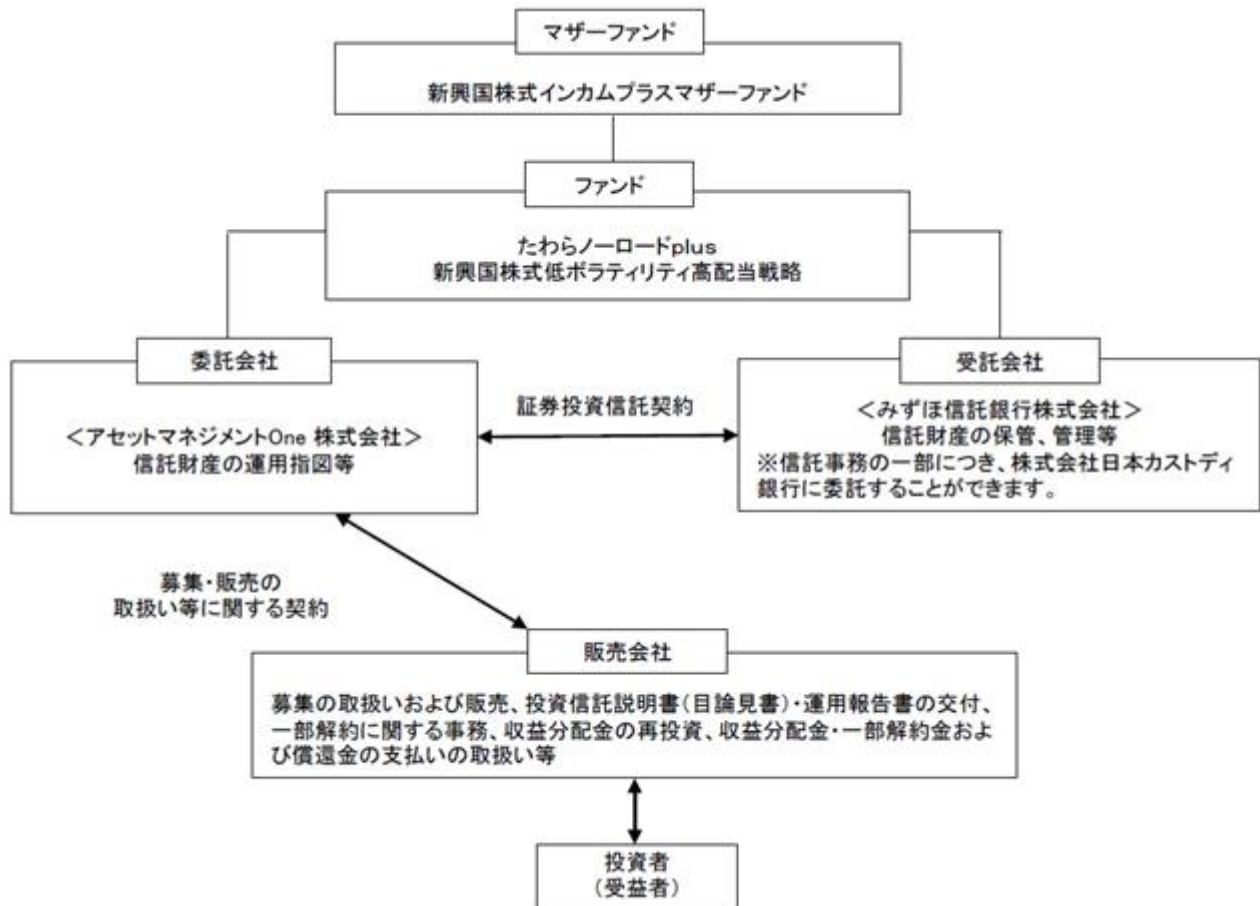 マザーファンド
新興国株式インカムプラスマザーファンド
ファンド
たわらノーロードplus
新興国株式低ボラティリティ高配当戦略
委託会社
<アセットマネジメントOne 株式会社>
信託財産の運用指図等
証券投資信託契約
受託会社
<みずほ信託銀行株式会社>
信託財産の保管、管理等
※信託事務の一部につき、株式会社日本カストディ
銀行に委託することができます。
募集・販売の
取扱い等に関する契約
販売会社
募集の取扱いおよび販売、投資信託説明書(目論見書)・運用報告書の交付、
一部解約に関する事務、収益分配金の再投資、収益分配金・一部解約金およ
び償還金の支払いの取扱い等
投資者
(受益者)